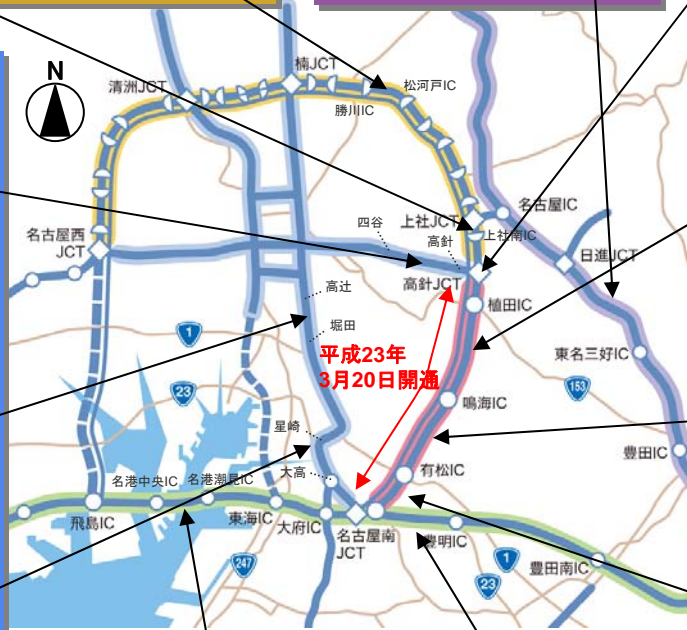 N
楠JCT
清洲JCT
松河戸IC
勝川IC
名古屋IC
四谷
上社JCT
高針
上社南IC
名古屋西
JCT
日進JCT
高針JCT
高辻
植田IC
1
堀田
平成23年
3月20日開通
東名三好IC
23
153
鳴海IC
星崎
豊田IC
大高
有松IC
名港中央IC
名港潮見IC
飛島IC
東海IC
大府IC
名古屋南
JCT
豊明IC
247
1
豊田南IC
23